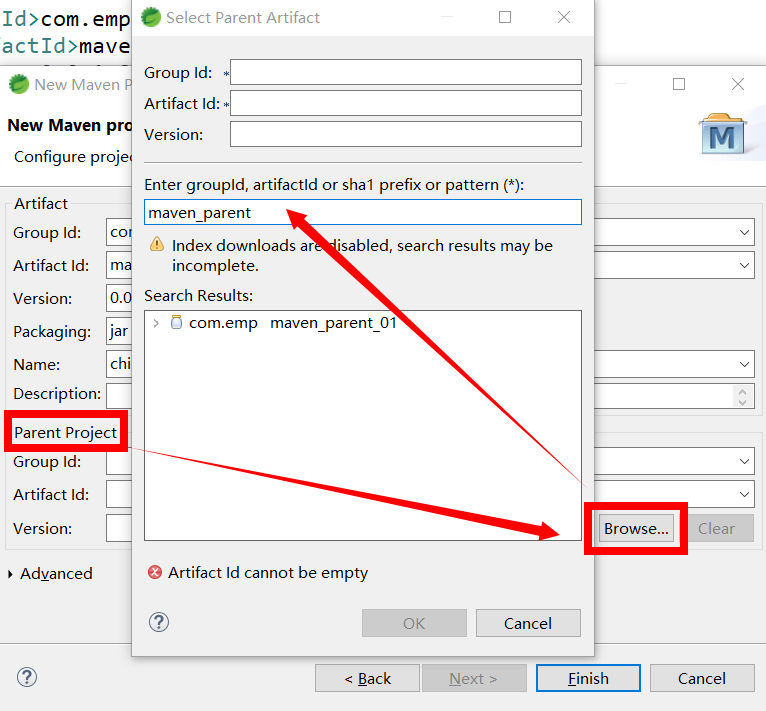 Id>com.emp
actId>mave
Select Parent Artifact
Group Id: *
Artifact Id: *
Version:
Enter groupId, artifactId or sha1 prefix or pattern (*):
maven_parent
Index downloads are disabled, search results may be
incomplete.
Search Results:
com.emp maven_parent_01
Artifact Id cannot be empty
OK Cancel
New Maven P
New Maven pro
Configure projec
M
Artifact
Group Id: cor
Artifact Id: ma
Version: 0.0
Packaging: jar
Name: chi
Description:
Parent Project
Group Id:
Artifact Id:
Version:
Browse... Clear
Advanced
< Back Next > Finish Cancel